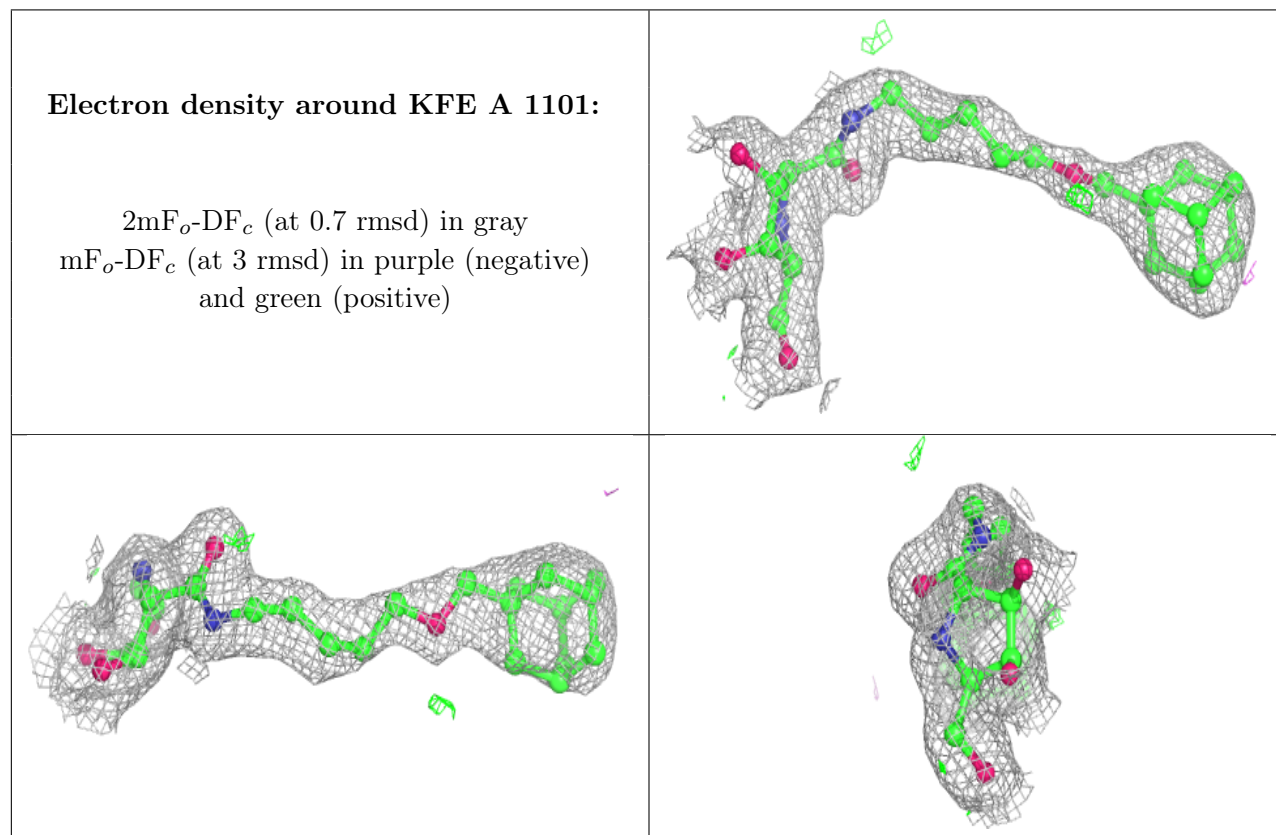 Electron density around KFE A 1101:
2mFo-DFc (at 0.7 rmsd) in gray
mFo-DFc (at 3 rmsd) in purple (negative)
and green (positive)